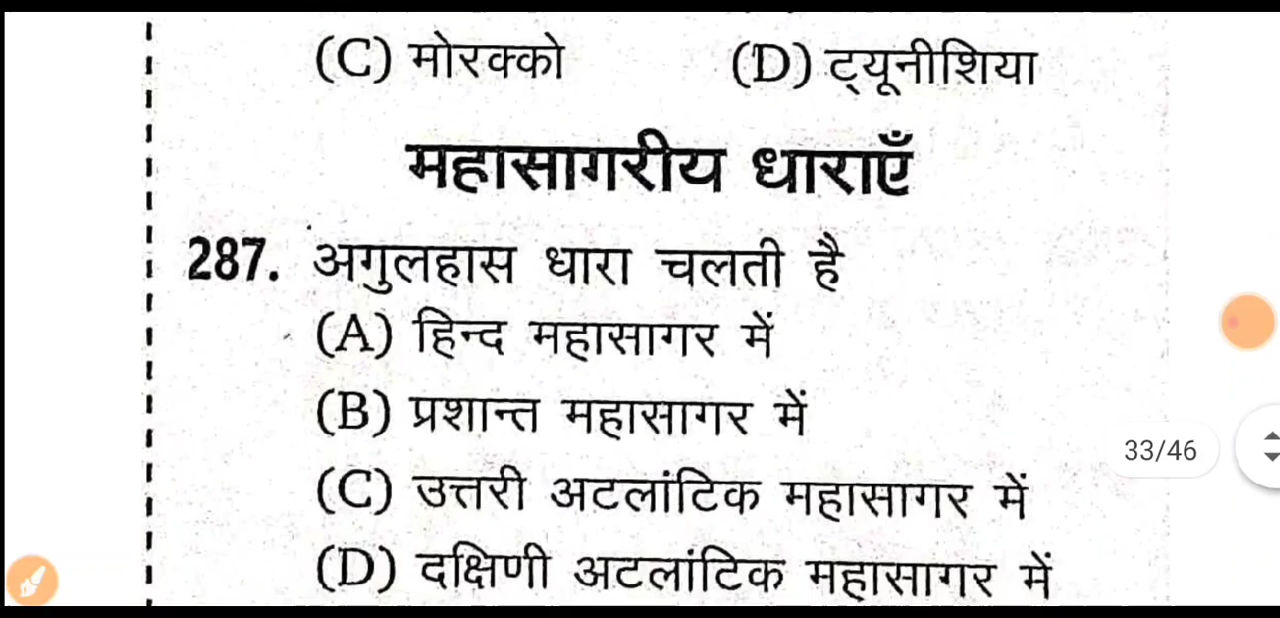 (C) मोरक्को (D) ट्यूनीशिया
महासागरीय धाराएँ
287. अगुलहास धारा चलती है
(A) हिन्द महासागर में
(B) प्रशान्त महासागर में
33/46
(C) उत्तरी अटलांटिक महासागर में
(D) दक्षिणी अटलांटिक महासागर में